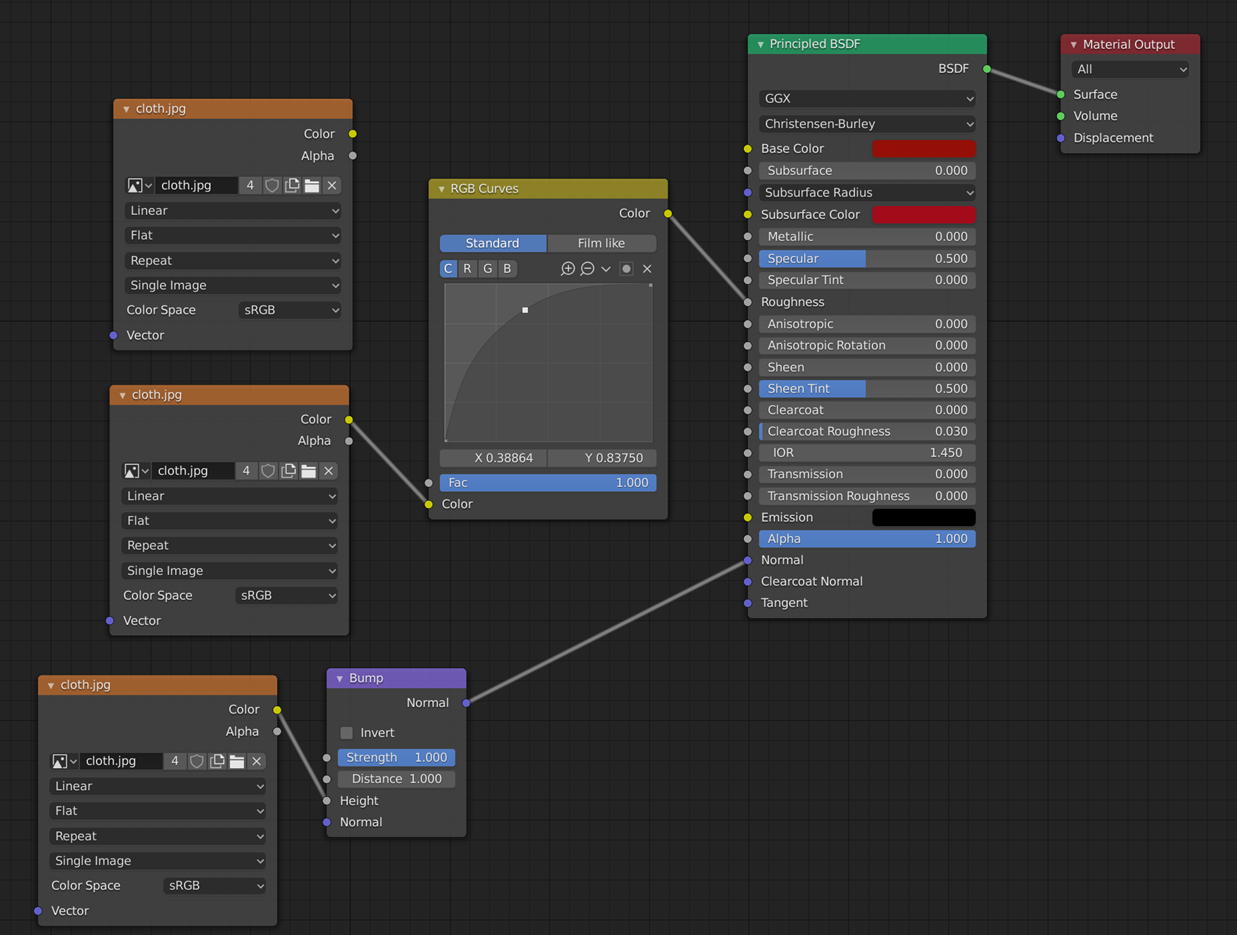 cloth.jpg
Color
Alpha
cloth.jpg 4
Linear
Flat
Repeat
Single Image
Color Space sRGB
Vector
cloth.jpg
Color
Alpha
cloth.jpg 4
Linear
Flat
Repeat
Single Image
Color Space sRGB
Vector
cloth.jpg
Color
Alpha
cloth.jpg 4
Linear
Flat
Repeat
Single Image
Color Space sRGB
Vector
RGB Curves
Color
Standard Film like
C R G B
X 0.38864 Y 0.83750
Fac 1.000
Color
Bump
Normal
Invert
Strength 1.000
Distance 1.000
Height
Normal
Principled BSDF
BSDF
GGX
Christensen-Burley
Base Color
Subsurface 0.000
Subsurface Radius
Subsurface Color
Metallic 0.000
Specular 0.500
Specular Tint 0.000
Roughness
Anisotropic 0.000
Anisotropic Rotation 0.000
Sheen 0.000
Sheen Tint 0.500
Clearcoat 0.000
Clearcoat Roughness 0.030
IOR 1.450
Transmission 0.000
Transmission Roughness 0.000
Emission
Alpha 1.000
Normal
Clearcoat Normal
Tangent
Material Output
All
Surface
Volume
Displacement